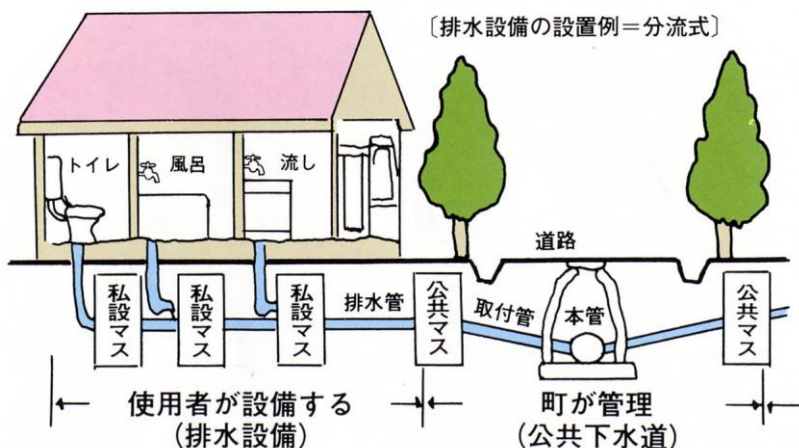 〔排水設備の設置例＝分流式〕
トイレ
風呂
流し
道路
私設マス
私設マス
私設マス
排水管
公共マス
取付管
本管
公共マス
使用者が設備する
(排水設備)
町が管理
(公共下水道)